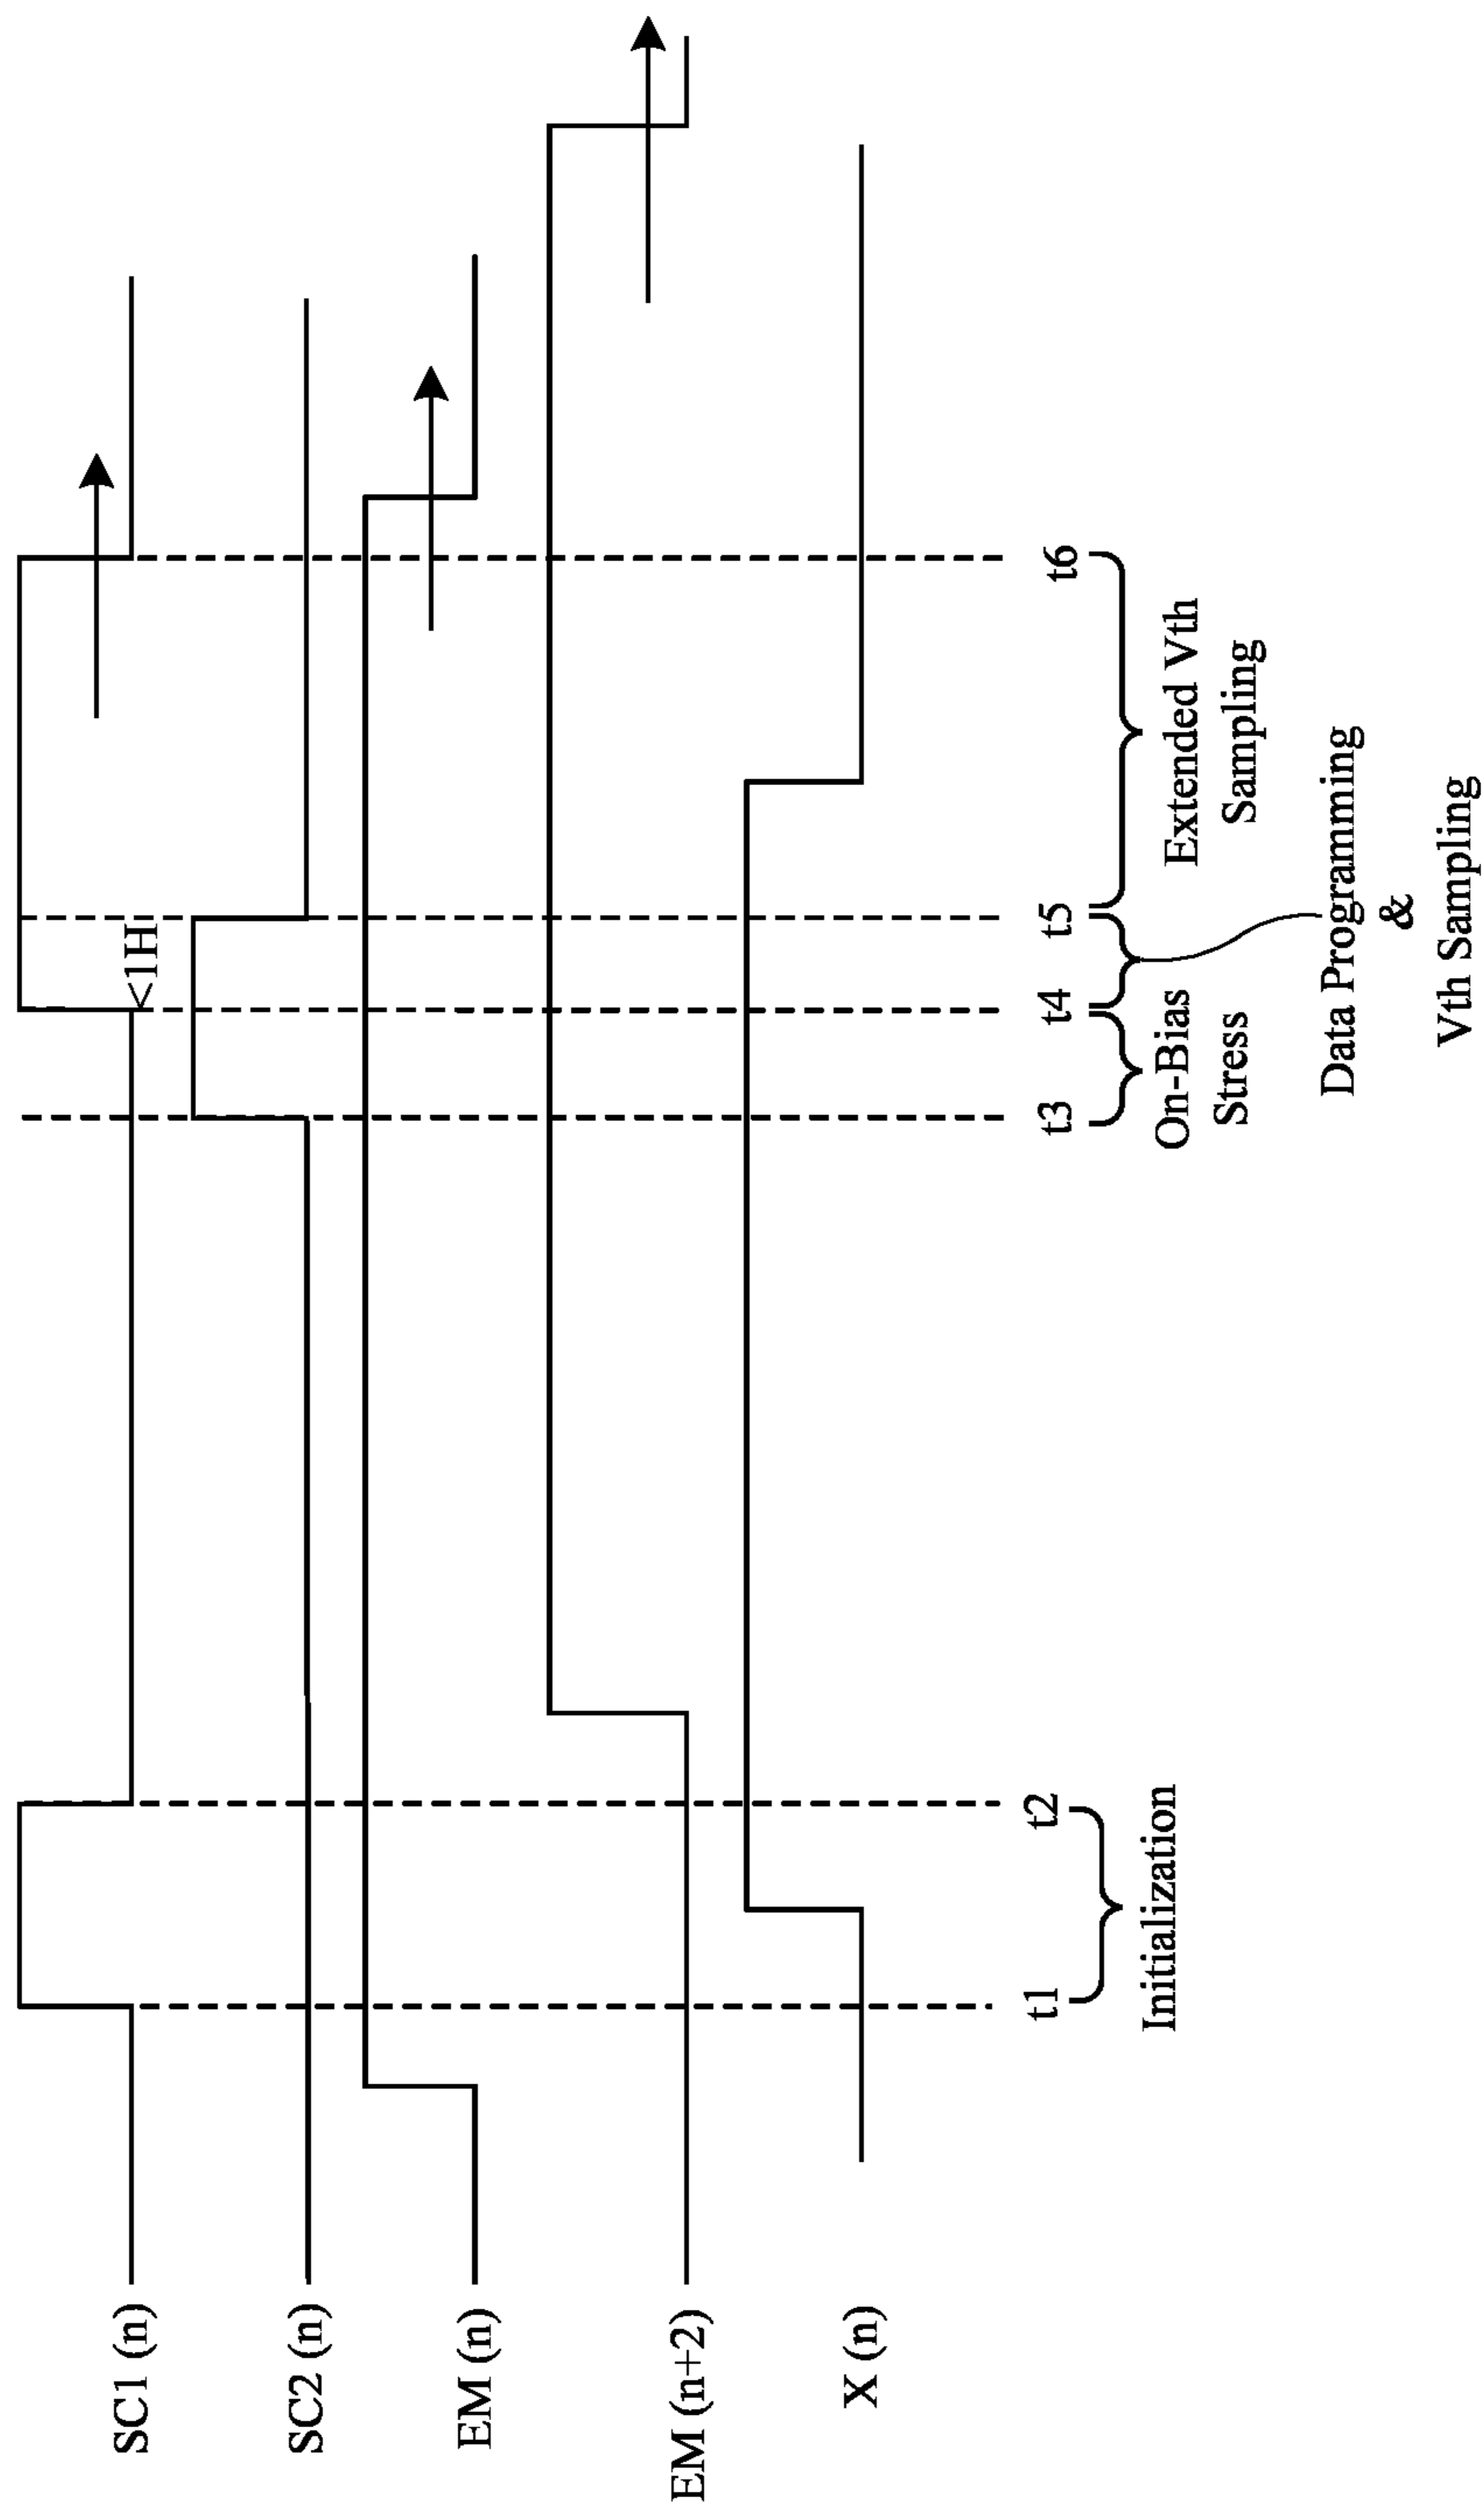 SC1 (n)
<1H
SC2 (n)
EM (n)
EM (n+2)
X (n)
t1
t2
t3
t4
t5
t6
Initialization
On-Bias
Stress
Extended Vth
Sampling
Data Programming
&
Vth Sampling